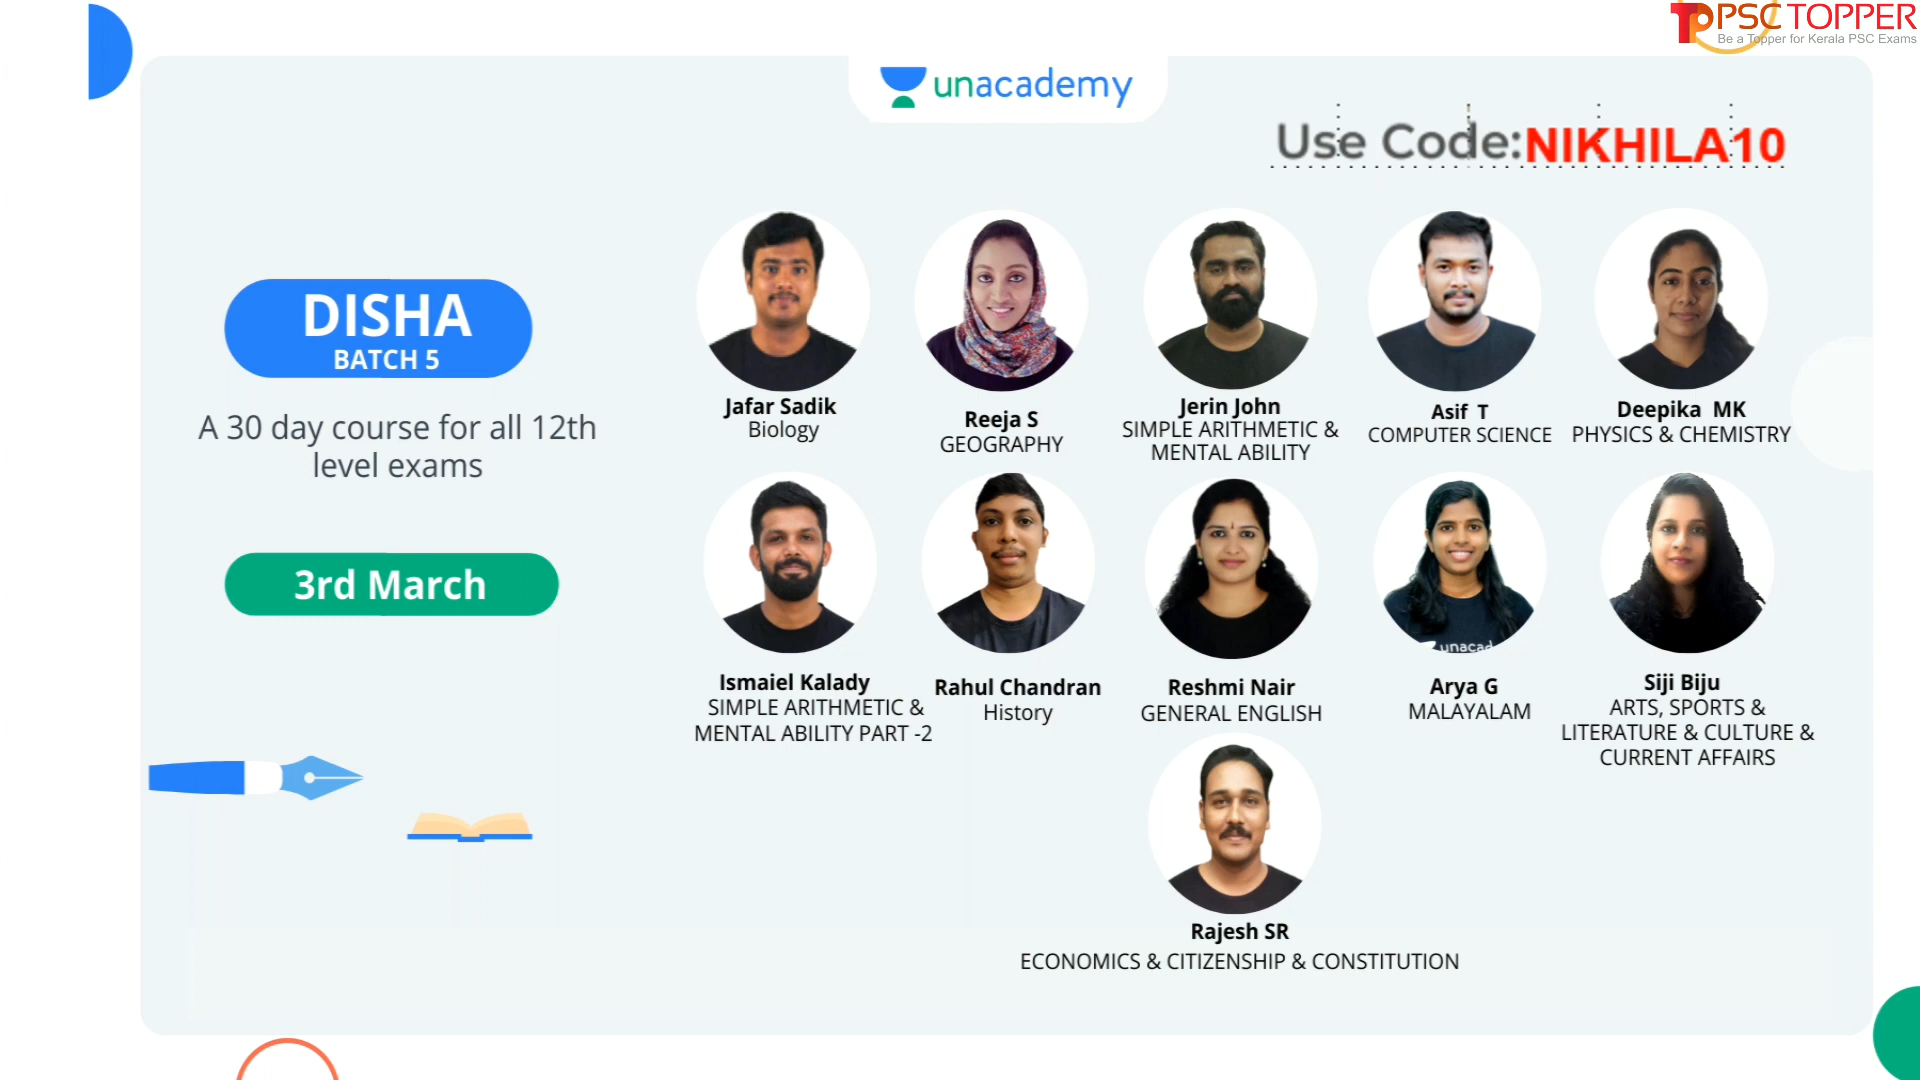 PSC TOPPER
Be a Topper for Kerala PSC Exams
unacademy
Use Code:NIKHILA10
DISHA
BATCH 5
A 30 day course for all 12th
level exams
3rd March
Jafar Sadik
Biology
Reeja S
GEOGRAPHY
Jerin John
SIMPLE ARITHMETIC &
MENTAL ABILITY
Asif T
COMPUTER SCIENCE
Deepika MK
PHYSICS & CHEMISTRY
Ismaiel Kalady
SIMPLE ARITHMETIC &
MENTAL ABILITY PART -2
Rahul Chandran
History
Reshmi Nair
GENERAL ENGLISH
unacad
Arya G
MALAYALAM
Siji Biju
ARTS, SPORTS &
LITERATURE & CULTURE &
CURRENT AFFAIRS
Rajesh SR
ECONOMICS & CITIZENSHIP & CONSTITUTION